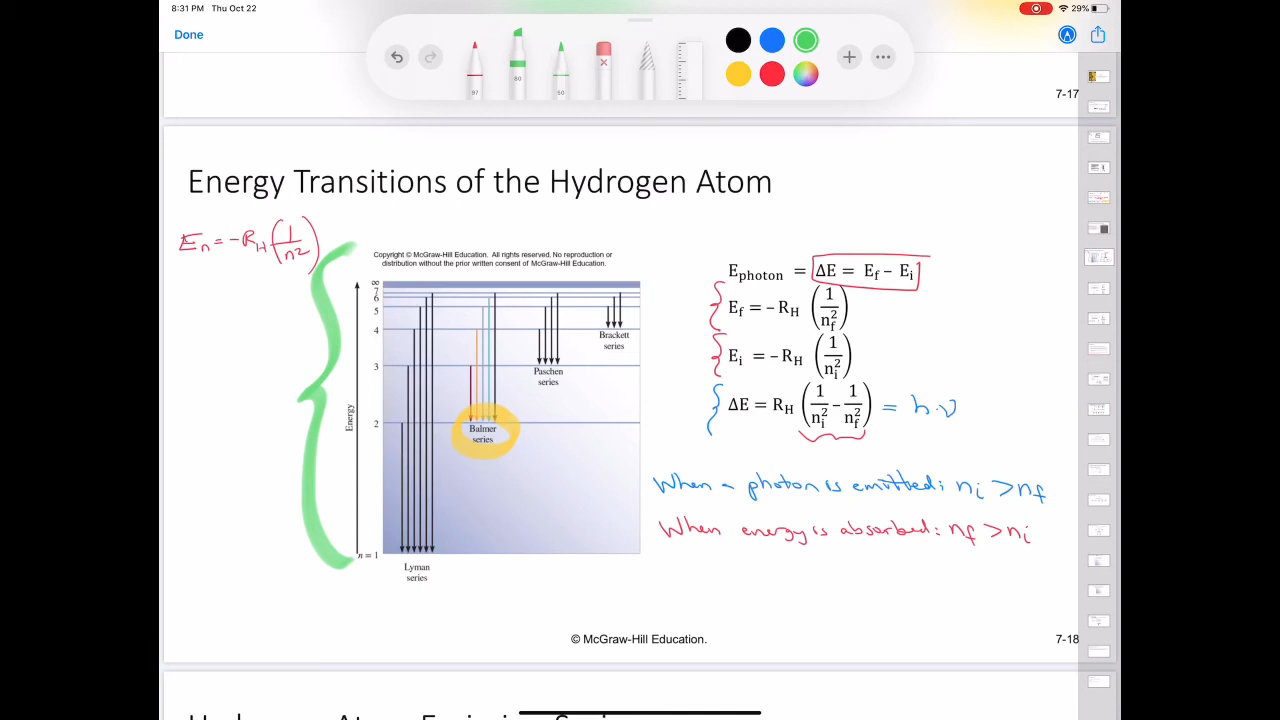 8:31 PM Thu Oct 22
29%
Done
97
80
50
7-17
Energy Transitions of the Hydrogen Atom
En = -RH (1/n²)
Copyright © McGraw-Hill Education. All rights reserved. No reproduction or
distribution without the prior written consent of McGraw-Hill Education.
∞
7
6
5
4
3
2
n = 1
Energy
Brackett
series
Paschen
series
Balmer
series
Lyman
series
Ephoton = ΔE = Ef − Ei
Ef = – RH (1/nf²)
Ei = – RH (1/ni²)
ΔE = RH (1/ni² − 1/nf²) = h·ν
When a photon is emitted: ni > nf
When energy is absorbed: nf > ni
© McGraw-Hill Education.
7-18